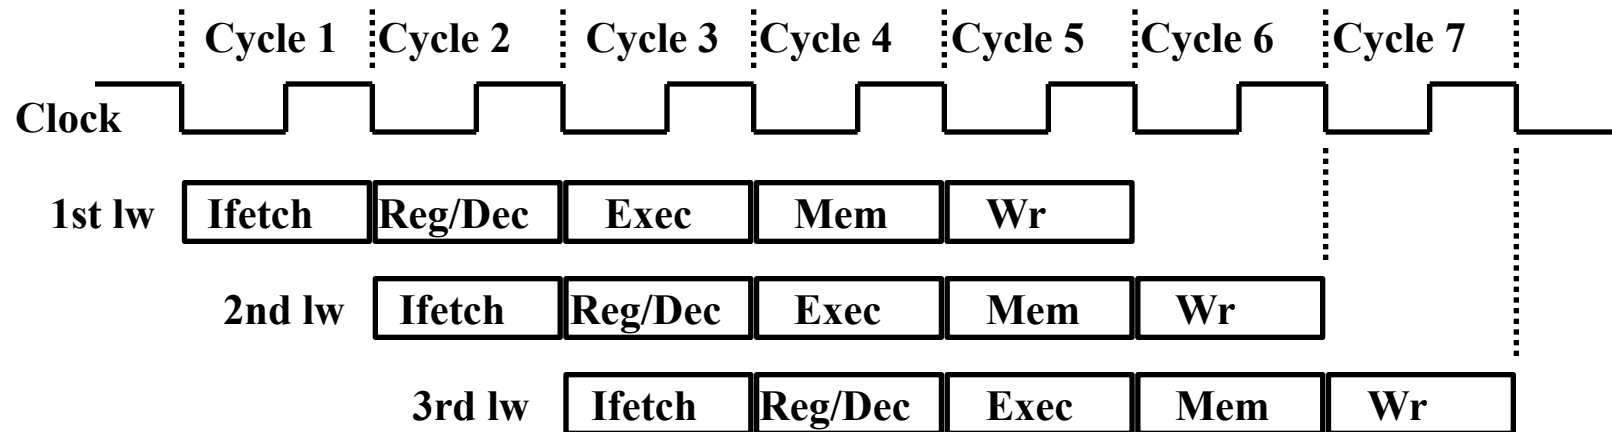 Cycle 1 Cycle 2 Cycle 3 Cycle 4 Cycle 5 Cycle 6 Cycle 7
Clock
1st lw Ifetch Reg/Dec Exec Mem Wr
2nd lw Ifetch Reg/Dec Exec Mem Wr
3rd lw Ifetch Reg/Dec Exec Mem Wr